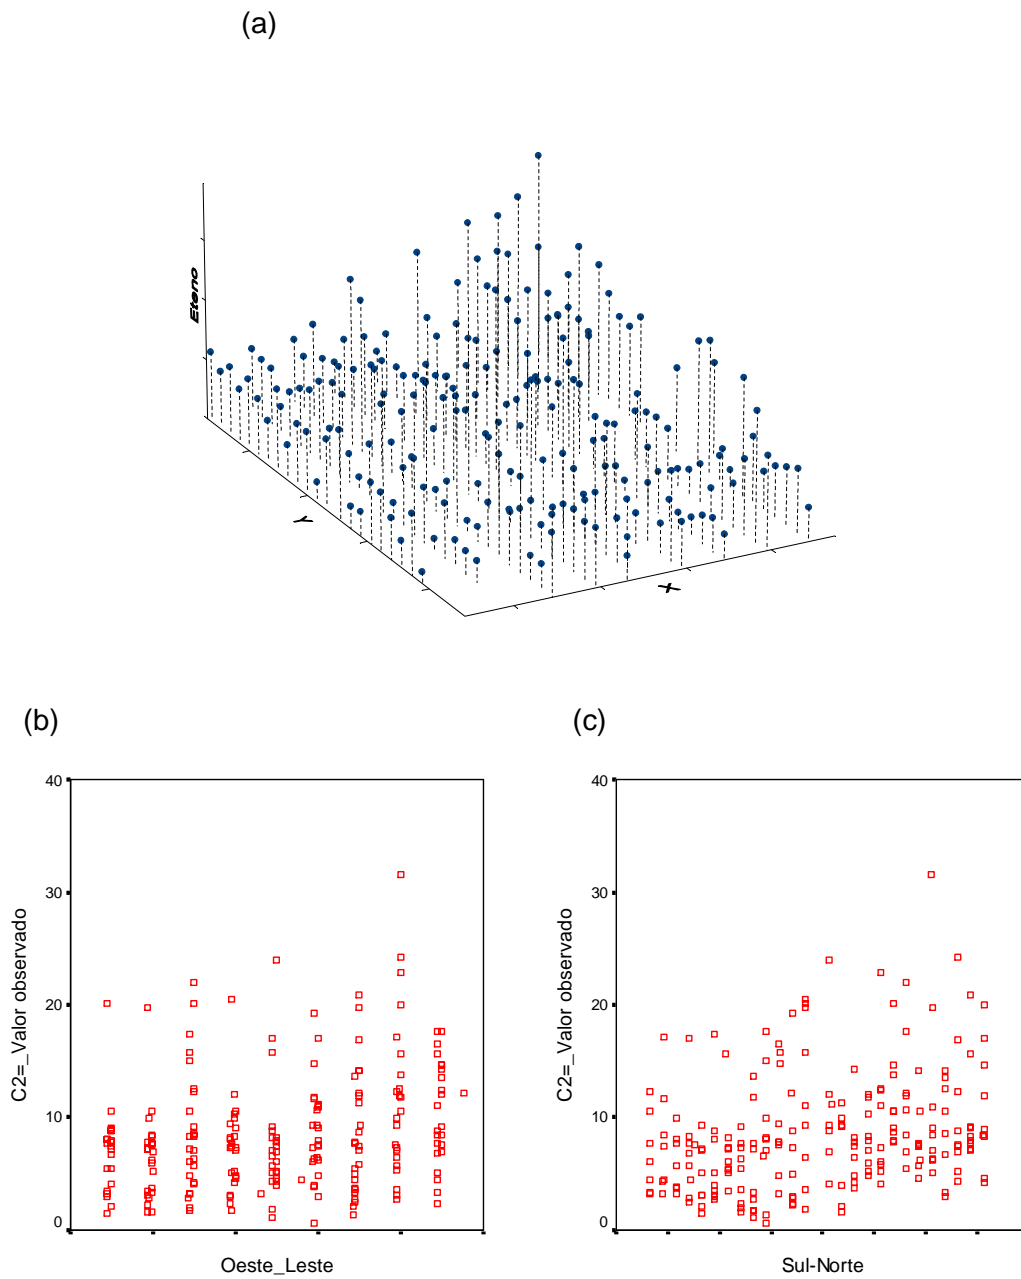 (a)
Eteno
Y
X
(b)
(c)
40
30
20
10
0
C2=_Valor observado
Oeste_Leste
40
30
20
10
0
C2=_Valor observado
Sul-Norte